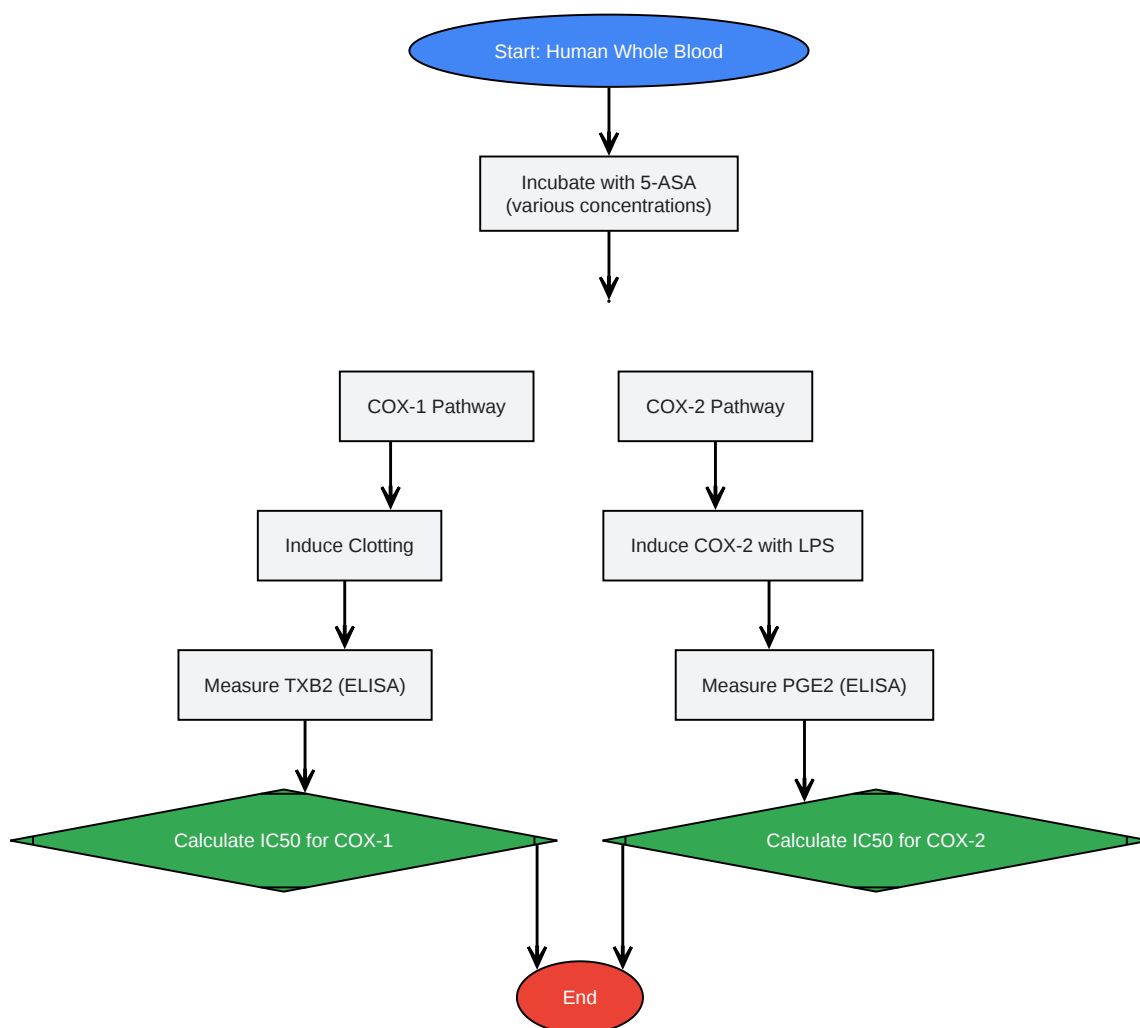 Start: Human Whole Blood
Incubate with 5-ASA
(various concentrations)
COX-1 Pathway
COX-2 Pathway
Induce Clotting
Induce COX-2 with LPS
Measure TXB2 (ELISA)
Measure PGE2 (ELISA)
Calculate IC50 for COX-1
Calculate IC50 for COX-2
End